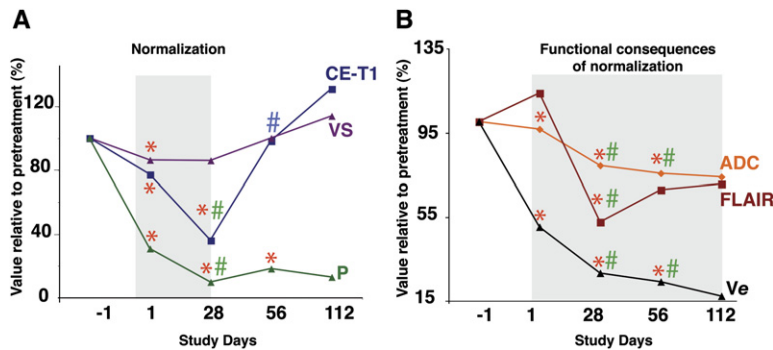 A
Normalization
Value relative to pretreatment (%)
120
80
40
0
CE-T1
VS
P
*
*
*
* #
* #
#
*
-1 1 28 56 112
Study Days
B
Functional consequences
of normalization
Value relative to pretreatment (%)
135
95
55
15
ADC
FLAIR
Ve
*
*# *#
*#
*
*# *#
-1 1 28 56 112
Study Days